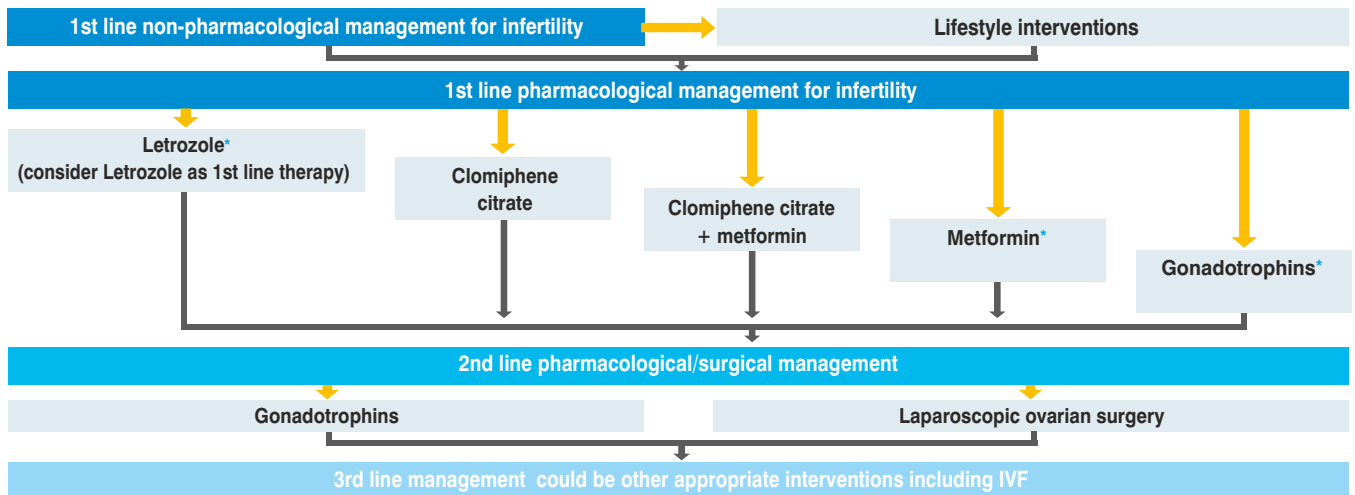 1st line non-pharmacological management for infertility
Lifestyle interventions
1st line pharmacological management for infertility
Letrozole*
(consider Letrozole as 1st line therapy)
Clomiphene
citrate
Clomiphene citrate
+ metformin
Metformin*
Gonadotrophins*
2nd line pharmacological/surgical management
Gonadotrophins
Laparoscopic ovarian surgery
3rd line management could be other appropriate interventions including IVF